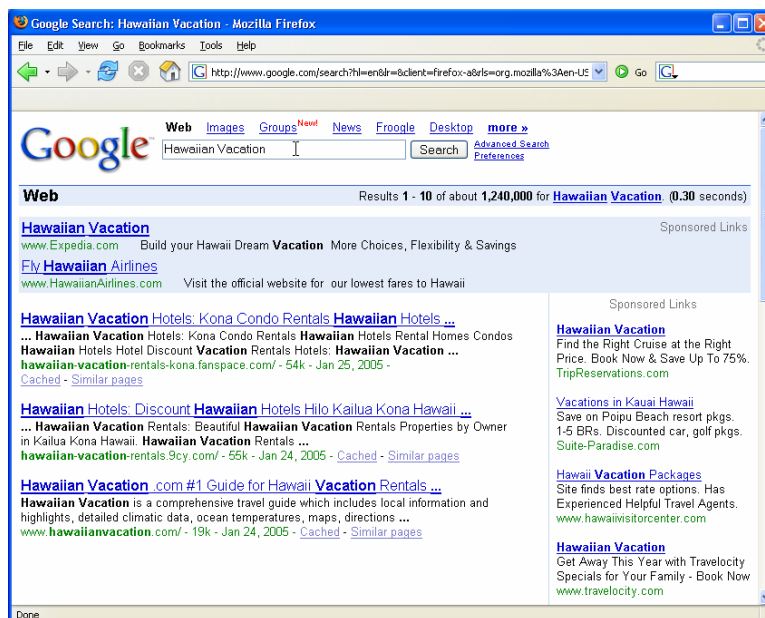 Google Search: Hawaiian Vacation - Mozilla Firefox
File Edit View Go Bookmarks Tools Help
http://www.google.com/search?hl=en&lr=&client=firefox-a&rls=org.mozilla%3Aen-US Go
Google
Web Images Groups New! News Froogle Desktop more »
Hawaiian Vacation Search Advanced Search
Preferences
Web Results 1 - 10 of about 1,240,000 for Hawaiian Vacation. (0.30 seconds)
Hawaiian Vacation Sponsored Links
www.Expedia.com Build your Hawaii Dream Vacation More Choices, Flexibility & Savings
Fly Hawaiian Airlines
www.HawaiianAirlines.com Visit the official website for our lowest fares to Hawaii
Hawaiian Vacation Hotels: Kona Condo Rentals Hawaiian Hotels ...
... Hawaiian Vacation Hotels: Kona Condo Rentals Hawaiian Hotels Rental Homes Condos
Hawaiian Hotels Hotel Discount Vacation Rentals Hotels: Hawaiian Vacation ...
hawaiian-vacation-rentals-kona.fanspace.com/ - 54k - Jan 25, 2005 -
Cached - Similar pages
Hawaiian Hotels: Discount Hawaiian Hotels Hilo Kailua Kona Hawaii ...
... Hawaiian Vacation Rentals: Beautiful Hawaiian Vacation Rentals Properties by Owner
in Kailua Kona Hawaii. Hawaiian Vacation Rentals ...
hawaiian-vacation-rentals.9cy.com/ - 55k - Jan 24, 2005 - Cached - Similar pages
Hawaiian Vacation .com #1 Guide for Hawaii Vacation Rentals ...
Hawaiian Vacation is a comprehensive travel guide which includes local information and
highlights, detailed climatic data, ocean temperatures, maps, directions ...
www.hawaiianvacation.com/ - 19k - Jan 24, 2005 - Cached - Similar pages
Sponsored Links
Hawaiian Vacation
Find the Right Cruise at the Right
Price. Book Now & Save Up To 75%.
TripReservations.com
Vacations in Kauai Hawaii
Save on Poipu Beach resort pkgs.
1-5 BRs. Discounted car, golf pkgs.
Suite-Paradise.com
Hawaii Vacation Packages
Site finds best rate options. Has
Experienced Helpful Travel Agents.
www.hawaiivisitorcenter.com
Hawaiian Vacation
Get Away This Year with Travelocity
Specials for Your Family - Book Now
www.travelocity.com
Done